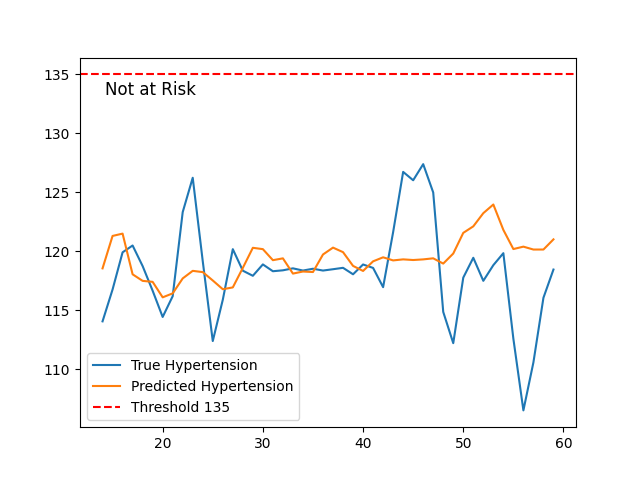 135
Not at Risk
130
125
120
115
110
True Hypertension
Predicted Hypertension
Threshold 135
20 30 40 50 60